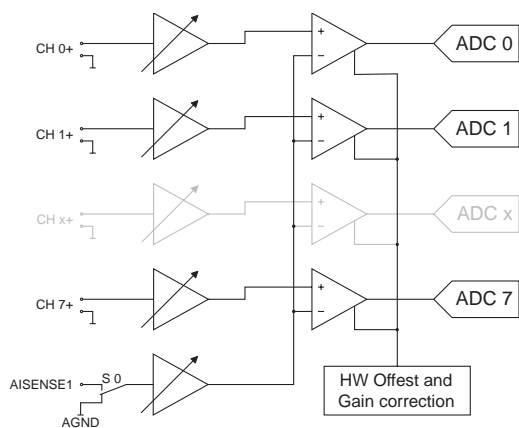 CH 0+
+
−
ADC 0
CH 1+
+
−
ADC 1
CH x+
+
−
ADC x
CH 7+
+
−
ADC 7
AISENSE1
S 0
AGND
HW Offest and
Gain correction